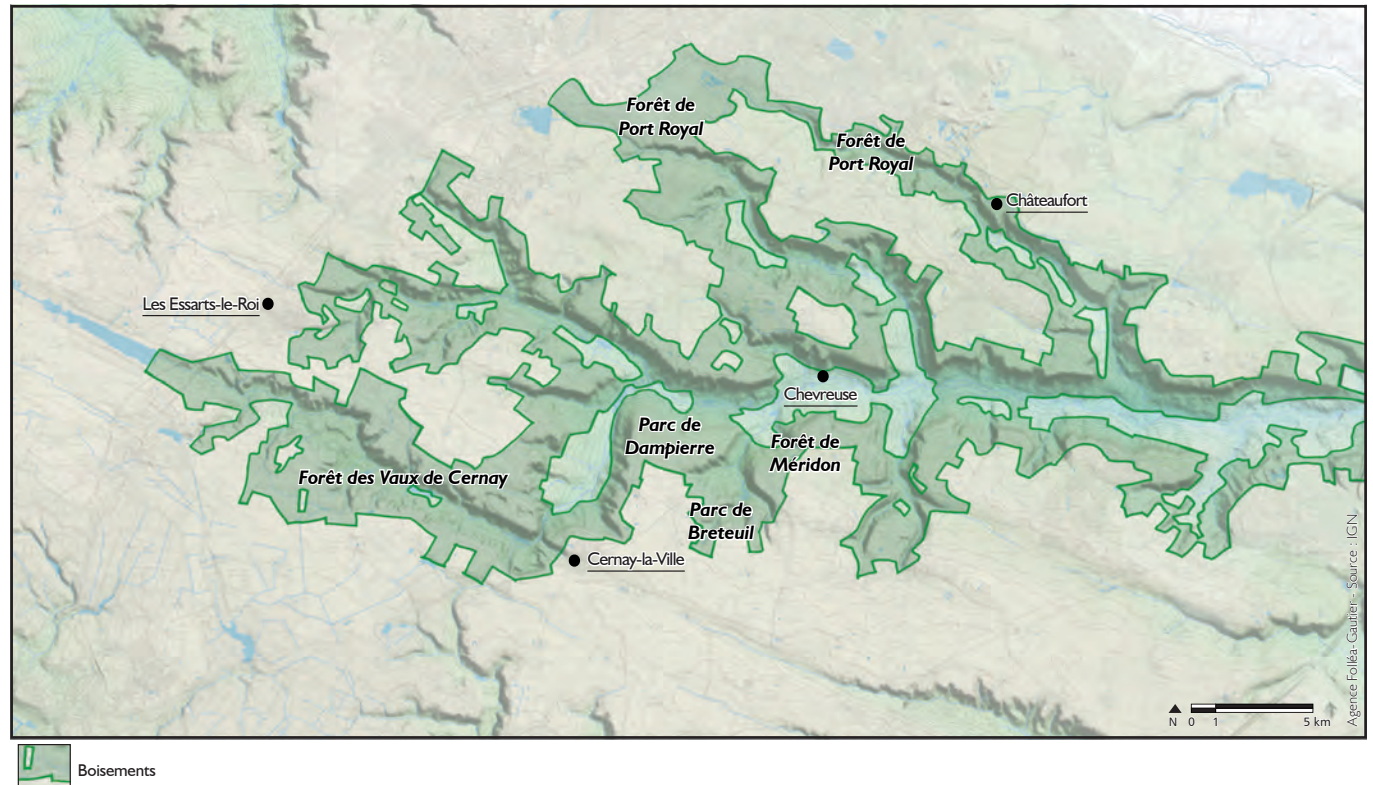 Forêt de
Port Royal
Forêt de
Port Royal
Châteaufort
Les Essarts-le-Roi
Chevreuse
Parc de
Dampierre
Forêt de
Méridon
Forêt des Vaux de Cernay
Parc de
Breteuil
Cernay-la-Ville
N 0 1 5 km
Agence Folléa-Gautier - Source : IGN
Boisements